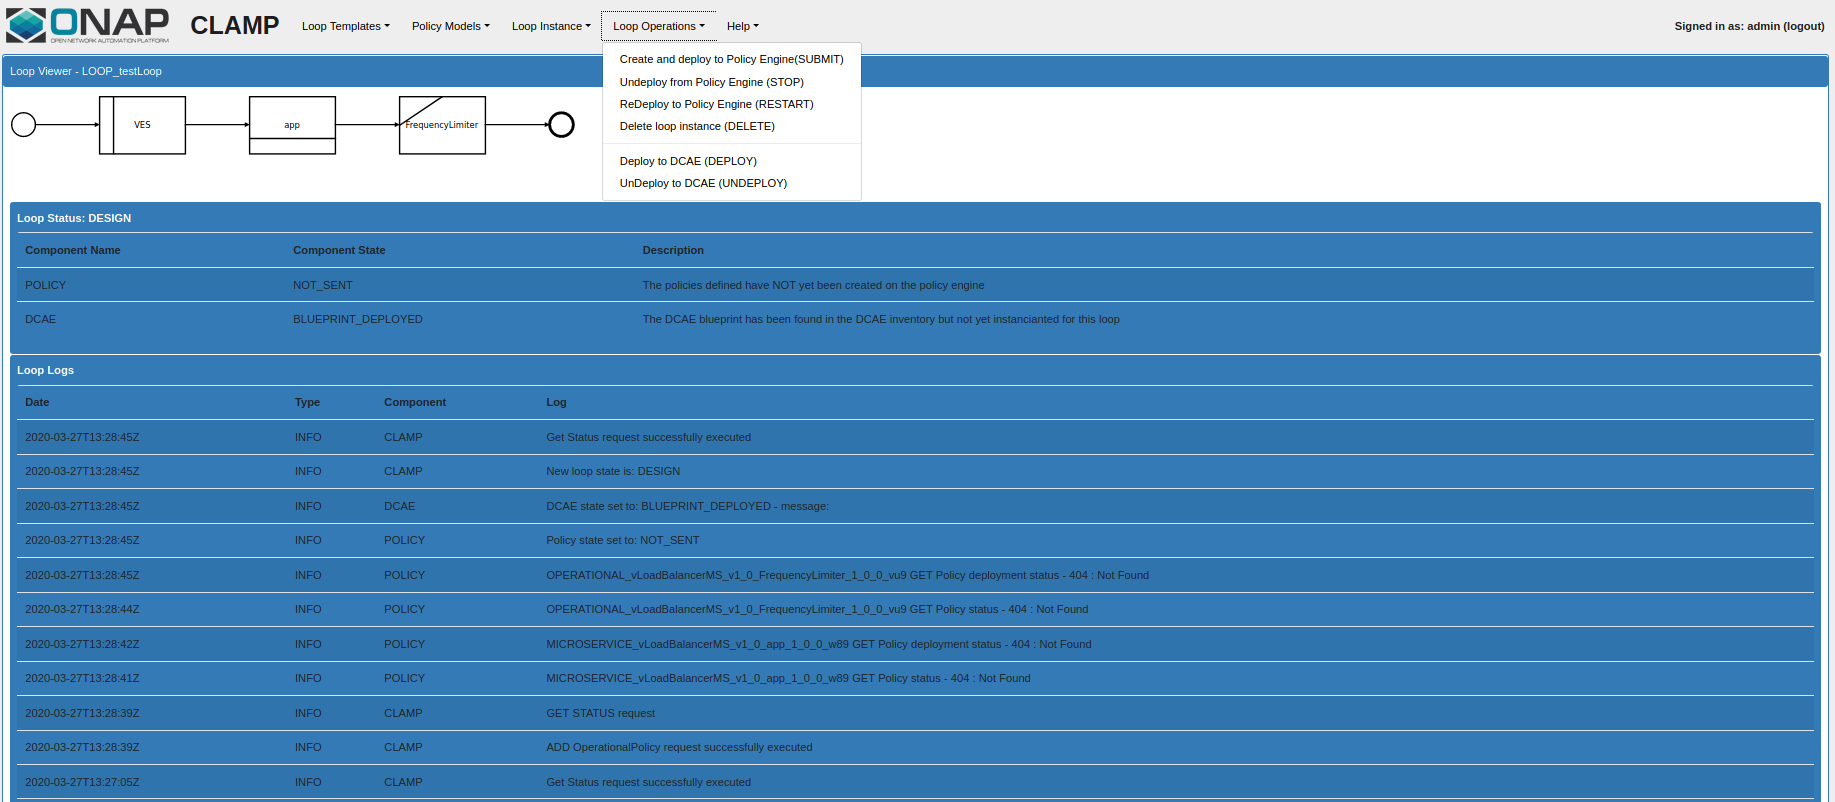 ONAP
OPEN NETWORK AUTOMATION PLATFORM
CLAMP
Loop Templates Policy Models Loop Instance Loop Operations Help
Signed in as: admin (logout)
Create and deploy to Policy Engine(SUBMIT)
Undeploy from Policy Engine (STOP)
ReDeploy to Policy Engine (RESTART)
Delete loop instance (DELETE)
Deploy to DCAE (DEPLOY)
UnDeploy to DCAE (UNDEPLOY)
Loop Viewer - LOOP_testLoop
VES app FrequencyLimiter
Loop Status: DESIGN
Component Name Component State Description
POLICY NOT_SENT The policies defined have NOT yet been created on the policy engine
DCAE BLUEPRINT_DEPLOYED The DCAE blueprint has been found in the DCAE inventory but not yet instancianted for this loop
Loop Logs
Date Type Component Log
2020-03-27T13:28:45Z INFO CLAMP Get Status request successfully executed
2020-03-27T13:28:45Z INFO CLAMP New loop state is: DESIGN
2020-03-27T13:28:45Z INFO DCAE DCAE state set to: BLUEPRINT_DEPLOYED - message:
2020-03-27T13:28:45Z INFO POLICY Policy state set to: NOT_SENT
2020-03-27T13:28:45Z INFO POLICY OPERATIONAL_vLoadBalancerMS_v1_0_FrequencyLimiter_1_0_0_vu9 GET Policy deployment status - 404 : Not Found
2020-03-27T13:28:44Z INFO POLICY OPERATIONAL_vLoadBalancerMS_v1_0_FrequencyLimiter_1_0_0_vu9 GET Policy status - 404 : Not Found
2020-03-27T13:28:42Z INFO POLICY MICROSERVICE_vLoadBalancerMS_v1_0_app_1_0_0_w89 GET Policy deployment status - 404 : Not Found
2020-03-27T13:28:41Z INFO POLICY MICROSERVICE_vLoadBalancerMS_v1_0_app_1_0_0_w89 GET Policy status - 404 : Not Found
2020-03-27T13:28:39Z INFO CLAMP GET STATUS request
2020-03-27T13:28:39Z INFO CLAMP ADD OperationalPolicy request successfully executed
2020-03-27T13:27:05Z INFO CLAMP Get Status request successfully executed